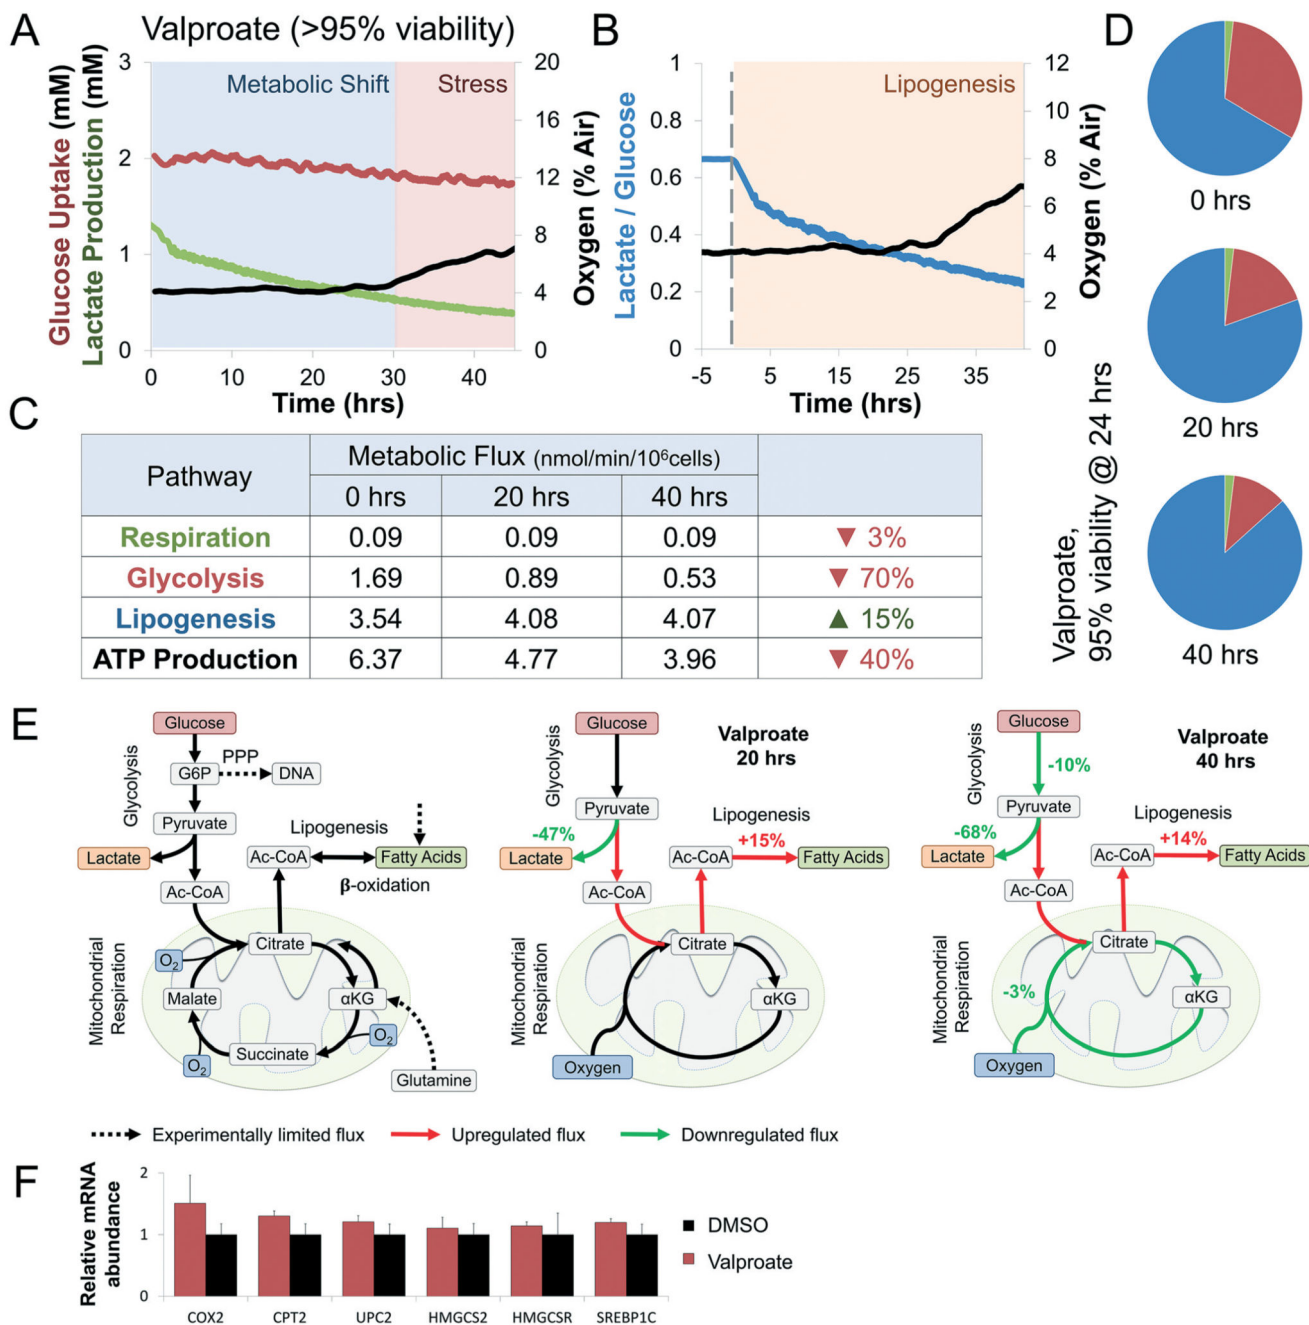 A
Valproate (>95% viability)
Glucose Uptake (mM)
Lactate Production (mM)
3
2
1
0
Metabolic Shift
Stress
20
16
12
8
4
0
Oxygen (% Air)
0 10 20 30 40
Time (hrs)
B
Lactate / Glucose
1
0.8
0.6
0.4
0.2
0
Lipogenesis
12
10
8
6
4
2
0
Oxygen (% Air)
-5 5 15 25 35
Time (hrs)
C
Pathway
Metabolic Flux (nmol/min/10⁶cells)
0 hrs 20 hrs 40 hrs
Respiration 0.09 0.09 0.09 ▼ 3%
Glycolysis 1.69 0.89 0.53 ▼ 70%
Lipogenesis 3.54 4.08 4.07 ▲ 15%
ATP Production 6.37 4.77 3.96 ▼ 40%
D
0 hrs
20 hrs
40 hrs
Valproate,
95% viability @ 24 hrs
E
Glucose
Glycolysis
G6P
PPP
DNA
Pyruvate
Lactate
Ac-CoA
Lipogenesis
Ac-CoA
Fatty Acids
β-oxidation
Mitochondrial
Respiration
Citrate
O₂
Malate
αKG
O₂
Succinate
O₂
Glutamine
Valproate
20 hrs
Glucose
Glycolysis
Pyruvate
-47%
Lactate
Ac-CoA
Lipogenesis
+15%
Ac-CoA
Fatty Acids
Mitochondrial
Respiration
Citrate
αKG
Oxygen
Valproate
40 hrs
Glucose
Glycolysis
-10%
Pyruvate
-68%
Lactate
Ac-CoA
Lipogenesis
+14%
Ac-CoA
Fatty Acids
Mitochondrial
Respiration
Citrate
-3%
αKG
Oxygen
Experimentally limited flux
Upregulated flux
Downregulated flux
F
Relative mRNA
abundance
2
1
0
COX2 CPT2 UPC2 HMGCS2 HMGCSR SREBP1C
DMSO
Valproate